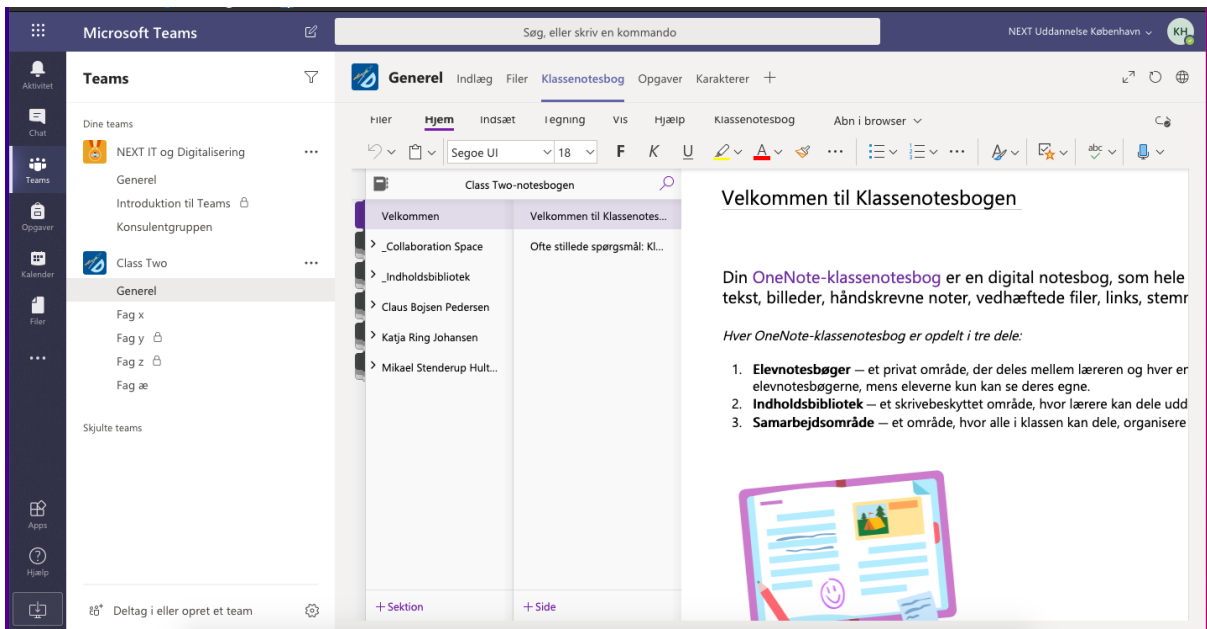 Microsoft Teams
Søg, eller skriv en kommando
NEXT Uddannelse København
KH
Aktivitet
Chat
Teams
Opgaver
Kalender
Filer
Apps
Hjælp
Teams
Dine teams
NEXT IT og Digitalisering
Generel
Introduktion til Teams
Konsulentgruppen
Class Two
Generel
Fag x
Fag y
Fag z
Fag æ
Skjulte teams
Deltag i eller opret et team
Generel Indlæg Filer Klassenotesbog Opgaver Karakterer
Filer Hjem Indsæt Tegning Vis Hjælp Klassenotesbog Åbn i browser
Segoe UI 18 F K U A abc
Class Two-notesbogen
Velkommen
_Collaboration Space
_Indholdsbibliotek
Claus Bojsen Pedersen
Katja Ring Johansen
Mikael Stenderup Hult...
+ Sektion
Velkommen til Klassenotes...
Ofte stillede spørgsmål: Kl...
+ Side
Velkommen til Klassenotesbogen
Din OneNote-klassenotesbog er en digital notesbog, som hele
tekst, billeder, håndskrevne noter, vedhæftede filer, links, stemr
Hver OneNote-klassenotesbog er opdelt i tre dele:
1. Elevnotesbøger — et privat område, der deles mellem læreren og hver er
elevnotesbøgerne, mens eleverne kun kan se deres egne.
2. Indholdsbibliotek — et skrivebeskyttet område, hvor lærere kan dele udd
3. Samarbejdsområde — et område, hvor alle i klassen kan dele, organisere